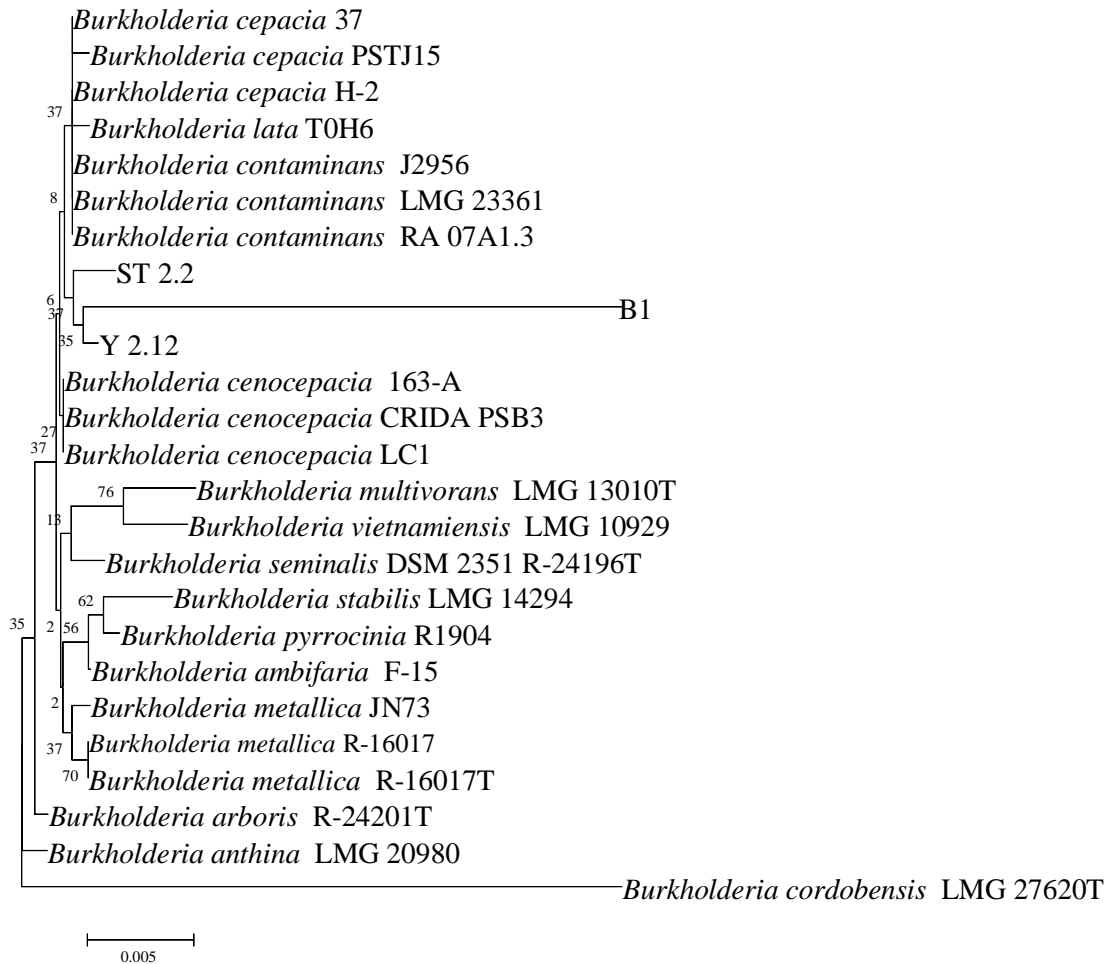 Burkholderia cepacia 37
Burkholderia cepacia PSTJ15
Burkholderia cepacia H-2
37
Burkholderia lata T0H6
Burkholderia contaminans J2956
8
Burkholderia contaminans LMG 23361
Burkholderia contaminans RA 07A1.3
ST 2.2
6
37
B1
35
Y 2.12
Burkholderia cenocepacia 163-A
Burkholderia cenocepacia CRIDA PSB3
27
37
Burkholderia cenocepacia LC1
76
Burkholderia multivorans LMG 13010T
13
Burkholderia vietnamiensis LMG 10929
Burkholderia seminalis DSM 2351 R-24196T
62
Burkholderia stabilis LMG 14294
35
2
56
Burkholderia pyrrocinia R1904
Burkholderia ambifaria F-15
2
Burkholderia metallica JN73
37
Burkholderia metallica R-16017
70
Burkholderia metallica R-16017T
Burkholderia arboris R-24201T
Burkholderia anthina LMG 20980
Burkholderia cordobensis LMG 27620T
0.005